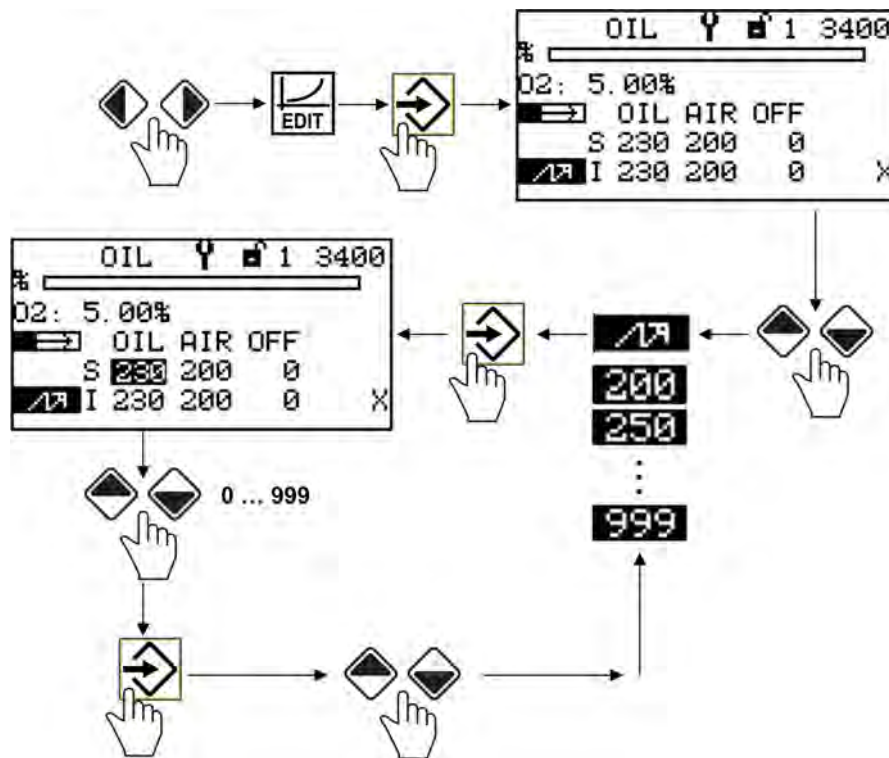 OIL 1 3400
%
O2: 5.00%
OIL AIR OFF
S 230 200 0
I 230 200 0 X
EDIT
OIL 1 3400
%
O2: 5.00%
OIL AIR OFF
S 230 200 0
I 230 200 0 X
200
250
⋮
999
0 ... 999